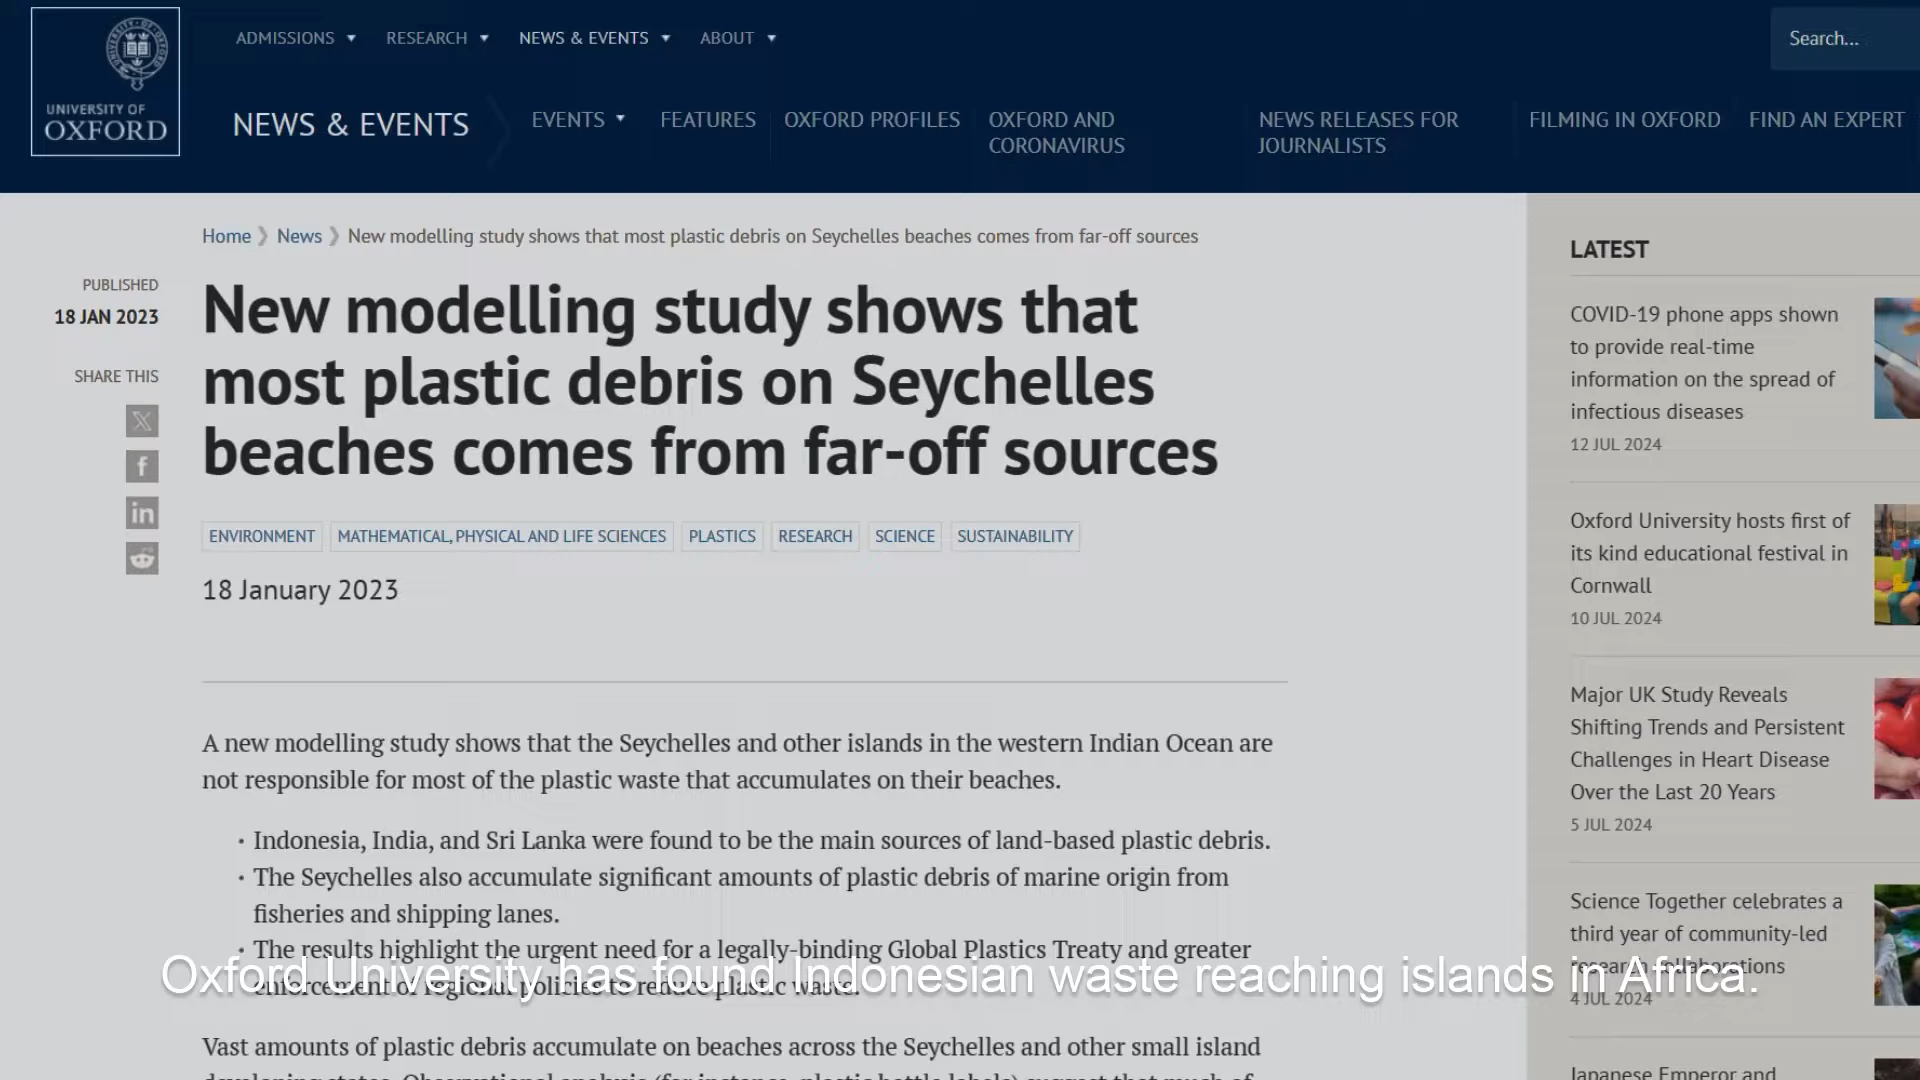 UNIVERSITY OF
OXFORD
ADMISSIONS
RESEARCH
NEWS & EVENTS
ABOUT
Search...
NEWS & EVENTS
EVENTS
FEATURES
OXFORD PROFILES
OXFORD AND
CORONAVIRUS
NEWS RELEASES FOR
JOURNALISTS
FILMING IN OXFORD
FIND AN EXPERT
Home
News
New modelling study shows that most plastic debris on Seychelles beaches comes from far-off sources
PUBLISHED
18 JAN 2023
SHARE THIS
New modelling study shows that
most plastic debris on Seychelles
beaches comes from far-off sources
ENVIRONMENT
MATHEMATICAL, PHYSICAL AND LIFE SCIENCES
PLASTICS
RESEARCH
SCIENCE
SUSTAINABILITY
18 January 2023
A new modelling study shows that the Seychelles and other islands in the western Indian Ocean are
not responsible for most of the plastic waste that accumulates on their beaches.
• Indonesia, India, and Sri Lanka were found to be the main sources of land-based plastic debris.
• The Seychelles also accumulate significant amounts of plastic debris of marine origin from
fisheries and shipping lanes.
• The results highlight the urgent need for a legally-binding Global Plastics Treaty and greater
enforcement of regional policies to reduce plastic waste.
Vast amounts of plastic debris accumulate on beaches across the Seychelles and other small island
LATEST
COVID-19 phone apps shown
to provide real-time
information on the spread of
infectious diseases
12 JUL 2024
Oxford University hosts first of
its kind educational festival in
Cornwall
10 JUL 2024
Major UK Study Reveals
Shifting Trends and Persistent
Challenges in Heart Disease
Over the Last 20 Years
5 JUL 2024
Science Together celebrates a
third year of community-led
research collaborations
4 JUL 2024
Japanese Emperor and
Oxford University has found Indonesian waste reaching islands in Africa.